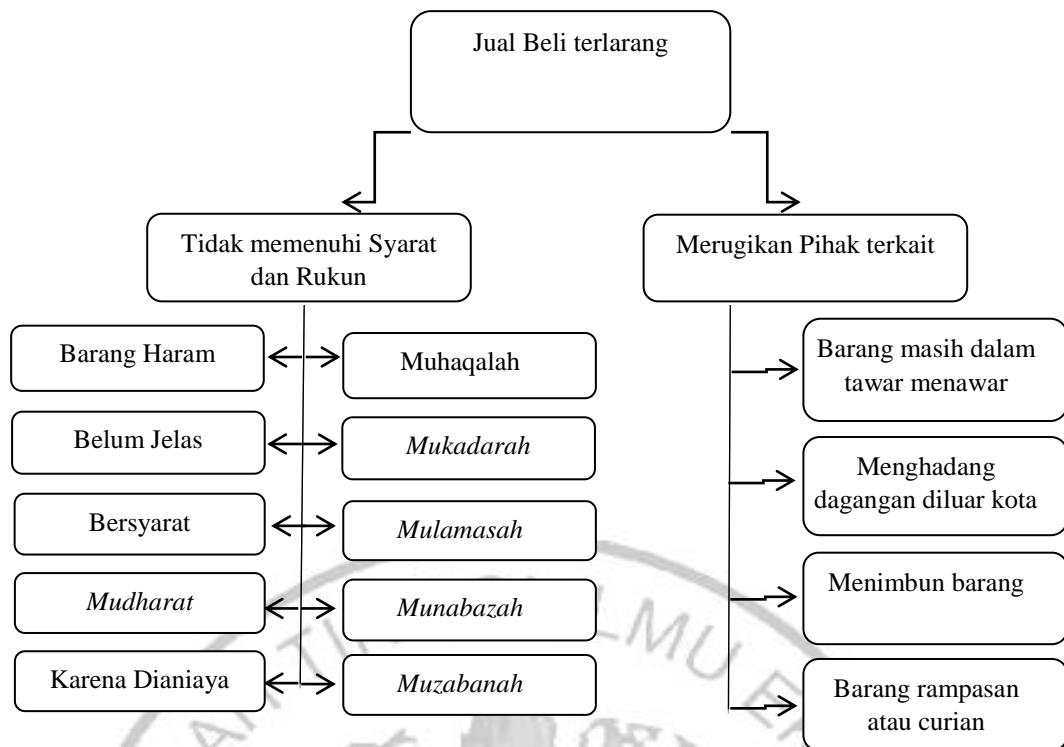 Jual Beli terlarang
Tidak memenuhi Syarat
dan Rukun
Merugikan Pihak terkait
Barang Haram
Muhaqalah
Belum Jelas
Mukadarah
Bersyarat
Mulamasah
Mudharat
Munabazah
Karena Dianiaya
Muzabanah
Barang masih dalam
tawar menawar
Menghadang
dagangan diluar kota
Menimbun barang
Barang rampasan
atau curian